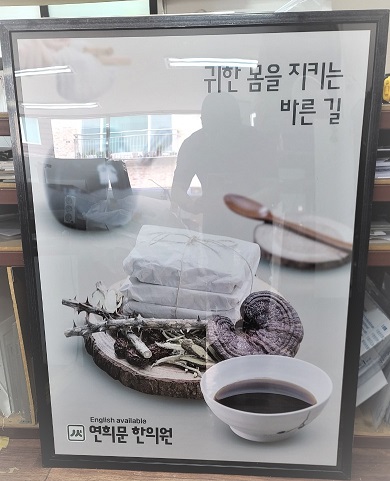 귀한 몸을 지키는
바른 길
English available
연희문 한의원